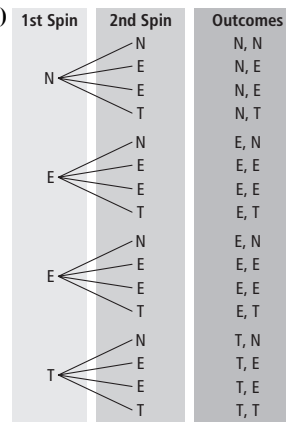 ) 1st Spin 2nd Spin Outcomes
N N, N
E N, E
N
E N, E
T N, T
N E, N
E E, E
E
E E, E
T E, T
N E, N
E E, E
E
E E, E
T E, T
N T, N
E T, E
T
E T, E
T T, T